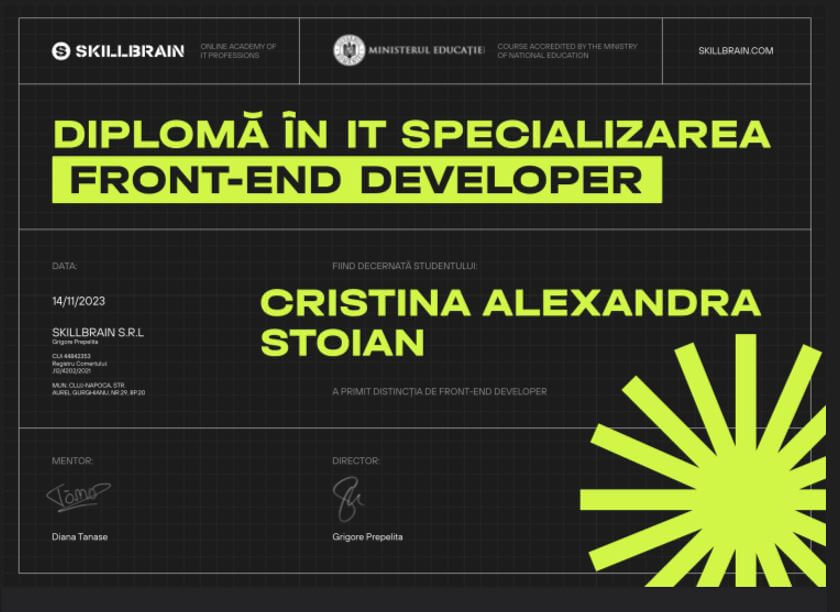 SKILLBRAIN
ONLINE ACADEMY OF
IT PROFESSIONS
MINISTERUL EDUCAȚIEI
COURSE ACCREDITED BY THE MINISTRY
OF NATIONAL EDUCATION
SKILLBRAIN.COM
DIPLOMĂ ÎN IT SPECIALIZAREA
FRONT-END DEVELOPER
DATA:
14/11/2023
SKILLBRAIN S.R.L
Grigore Prepelita
CUI 44842353
Registru Comertului
J12/4202/2021
MUN. CLUJ-NAPOCA, STR.
AUREL GURGHIANU, NR.29, BP.20
FIIND DECERNATĂ STUDENTULUI:
CRISTINA ALEXANDRA
STOIAN
A PRIMIT DISTINCȚIA DE FRONT-END DEVELOPER
MENTOR:
Diana Tanase
DIRECTOR:
Grigore Prepelita